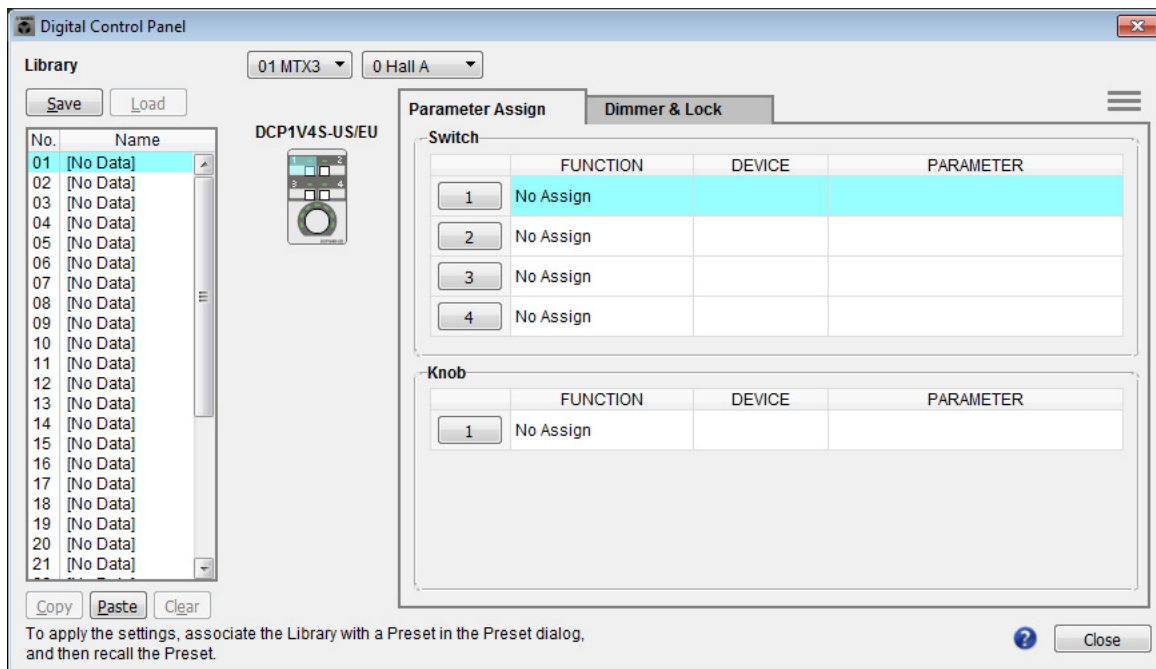 Digital Control Panel
Library
01 MTX3
0 Hall A
Save
Load
No. Name
01 [No Data]
02 [No Data]
03 [No Data]
04 [No Data]
05 [No Data]
06 [No Data]
07 [No Data]
08 [No Data]
09 [No Data]
10 [No Data]
11 [No Data]
12 [No Data]
13 [No Data]
14 [No Data]
15 [No Data]
16 [No Data]
17 [No Data]
18 [No Data]
19 [No Data]
20 [No Data]
21 [No Data]
DCP1V4S-US/EU
1 2
3 4
Parameter Assign
Dimmer & Lock
Switch
FUNCTION DEVICE PARAMETER
1 No Assign
2 No Assign
3 No Assign
4 No Assign
Knob
FUNCTION DEVICE PARAMETER
1 No Assign
Copy
Paste
Clear
To apply the settings, associate the Library with a Preset in the Preset dialog,
and then recall the Preset.
?
Close